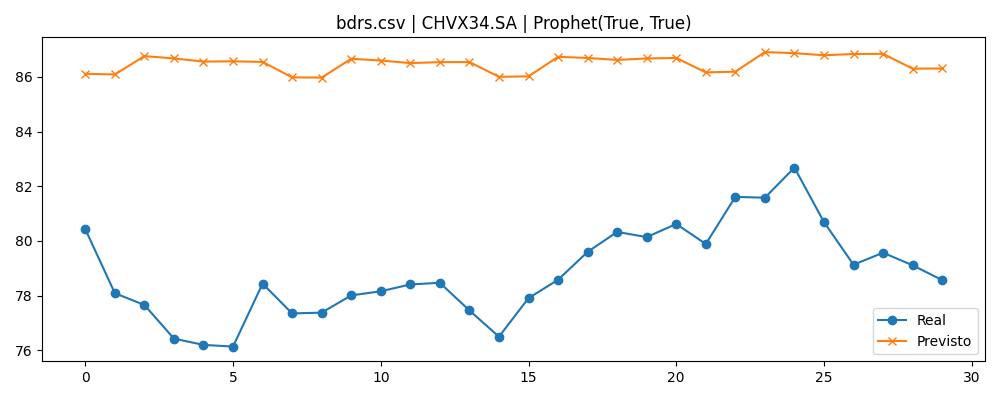 bdrs.csv | CHVX34.SA | Prophet(True, True)
86
84
82
80
78
76
Real
Previsto
0 5 10 15 20 25 30